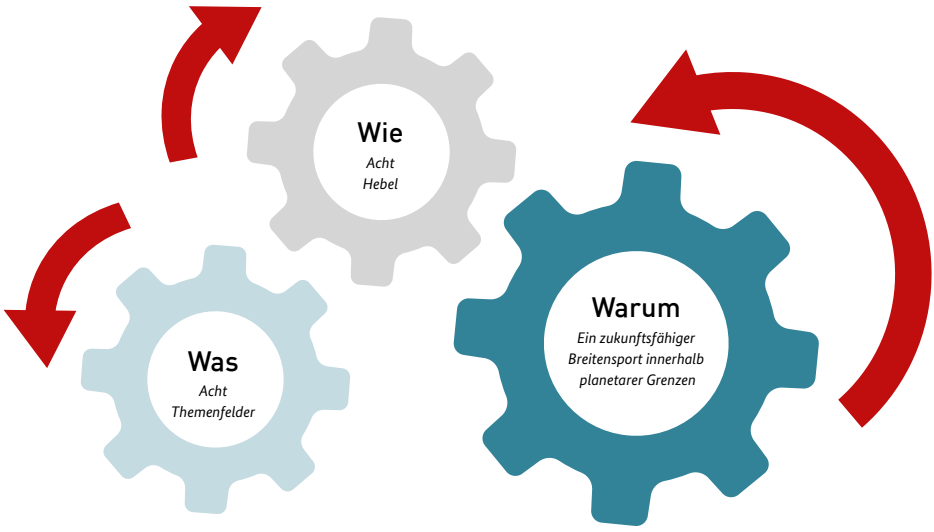 Wie
Acht
Hebel
Warum
Ein zukunftsfähiger
Breitensport innerhalb
planetarer Grenzen
Was
Acht
Themenfelder